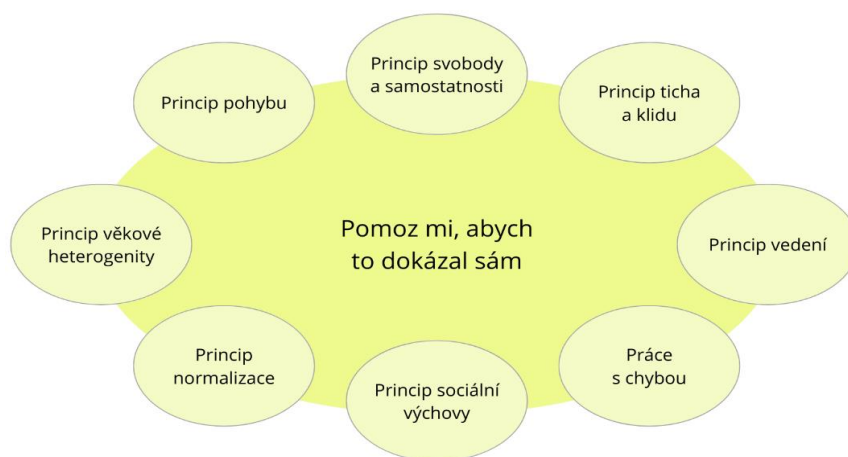 Princip svobody
a samostatnosti
Princip pohybu
Princip ticha
a klidu
Princip věkové
heterogenity
Pomoz mi, abych
to dokázal sám
Princip vedení
Princip
normalizace
Princip sociální
výchovy
Práce
s chybou